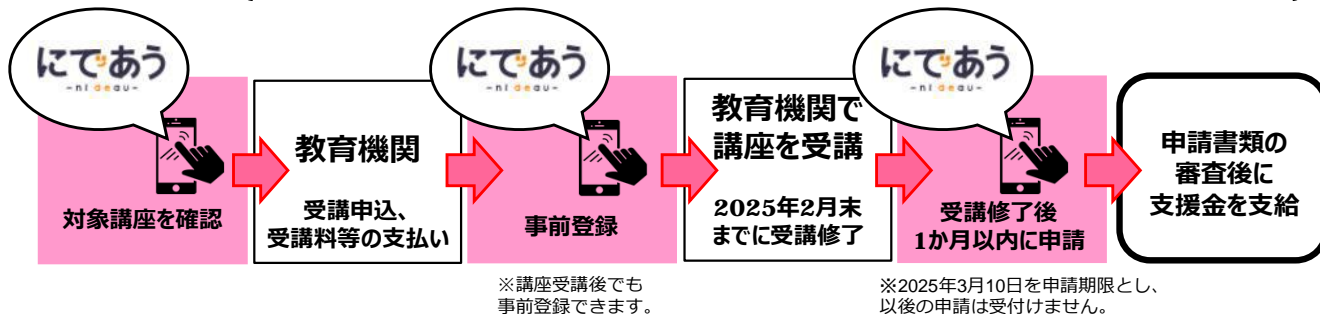 にであう
-nideau-
対象講座を確認
教育機関
受講申込、
受講料等の支払い
にであう
-nideau-
事前登録
※講座受講後でも
事前登録できます。
教育機関で
講座を受講
2025年2月末
までに受講修了
にであう
-nideau-
受講修了後
1か月以内に申請
※2025年3月10日を申請期限とし、
以後の申請は受付けません。
申請書類の
審査後に
支援金を支給